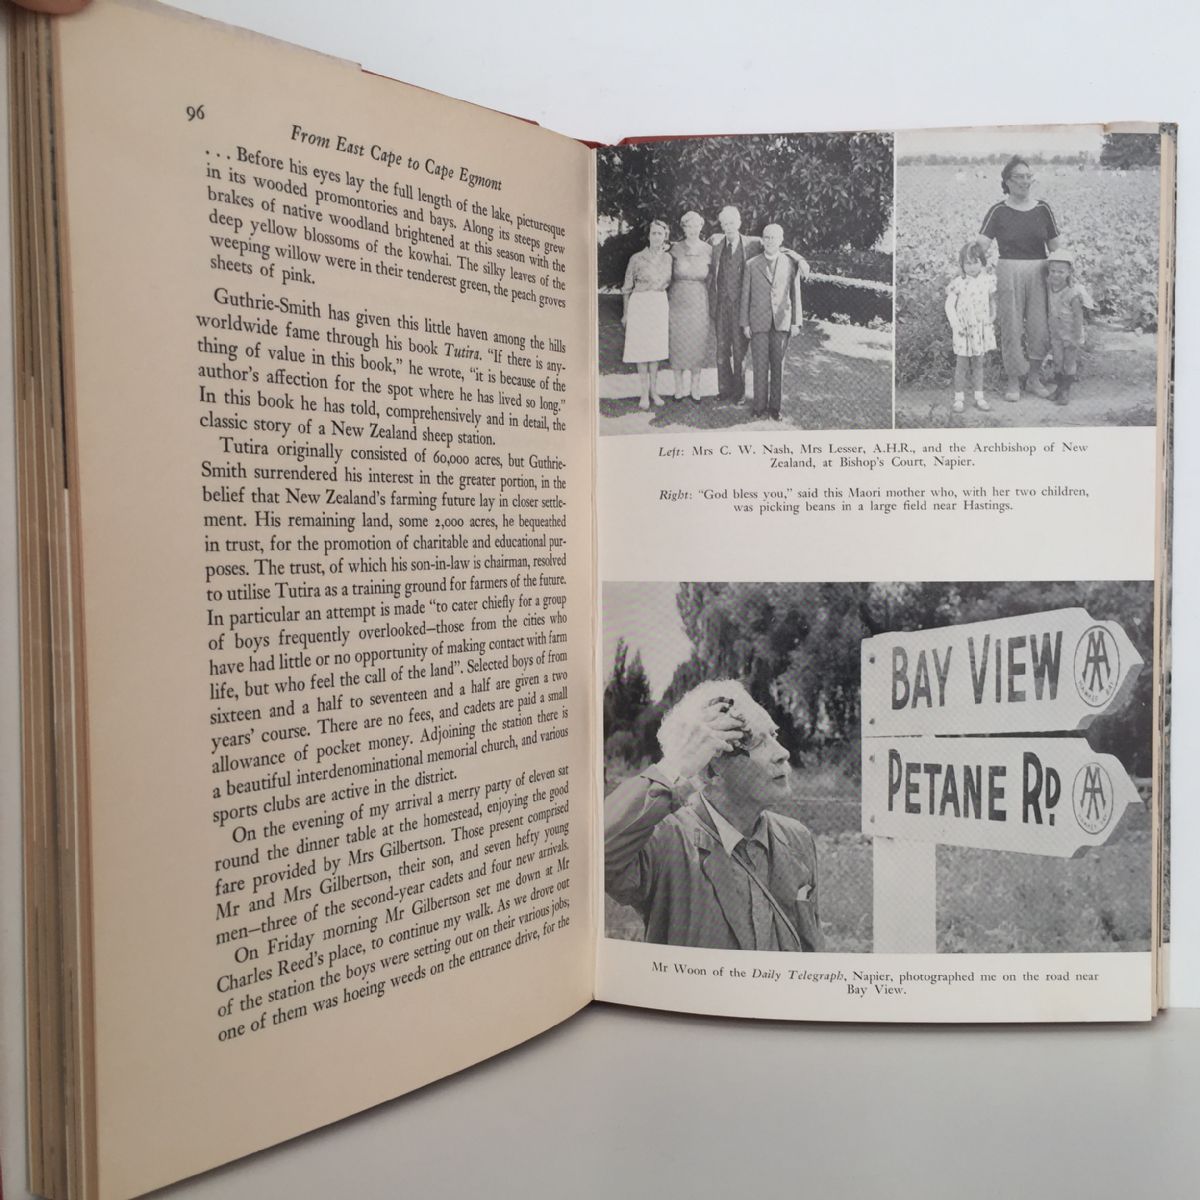 96
From East Cape to Cape Egmont
. . . Before his eyes lay the full length of the lake, picturesque
in its wooded promontories and bays. Along its steeps grew
brakes of native woodland brightened at this season with the
deep yellow blossoms of the kowhai. The silky leaves of the
weeping willow were in their tenderest green, the peach groves
sheets of pink.
Guthrie-Smith has given this little haven among the hills
worldwide fame through his book Tutira. “If there is any-
thing of value in this book,” he wrote, “it is because of the
author’s affection for the spot where he has lived so long.”
In this book he has told, comprehensively and in detail, the
classic story of a New Zealand sheep station.
Tutira originally consisted of 60,000 acres, but Guthrie-
Smith surrendered his interest in the greater portion, in the
belief that New Zealand’s farming future lay in closer settle-
ment. His remaining land, some 2,000 acres, he bequeathed
in trust, for the promotion of charitable and educational pur-
poses. The trust, of which his son-in-law is chairman, resolved
to utilise Tutira as a training ground for farmers of the future.
In particular an attempt is made “to cater chiefly for a group
of boys frequently overlooked—those from the cities who
have had little or no opportunity of making contact with farm
life, but who feel the call of the land”. Selected boys of from
sixteen and a half to seventeen and a half are given a two
years’ course. There are no fees, and cadets are paid a small
allowance of pocket money. Adjoining the station there is
a beautiful interdenominational memorial church, and various
sports clubs are active in the district.
On the evening of my arrival a merry party of eleven sat
round the dinner table at the homestead, enjoying the good
fare provided by Mrs Gilbertson. Those present comprised
Mr and Mrs Gilbertson, their son, and seven hefty young
men—three of the second-year cadets and four new arrivals.
On Friday morning Mr Gilbertson set me down at Mr
Charles Reed’s place, to continue my walk. As we drove out
of the station the boys were setting out on their various jobs;
one of them was hoeing weeds on the entrance drive, for the
Left: Mrs C. W. Nash, Mrs Lesser, A.H.R., and the Archbishop of New
Zealand, at Bishop’s Court, Napier.
Right: “God bless you,” said this Maori mother who, with her two children,
was picking beans in a large field near Hastings.
BAY VIEW AA
PETANE RD. AA
Mr Woon of the Daily Telegraph, Napier, photographed me on the road near
Bay View.